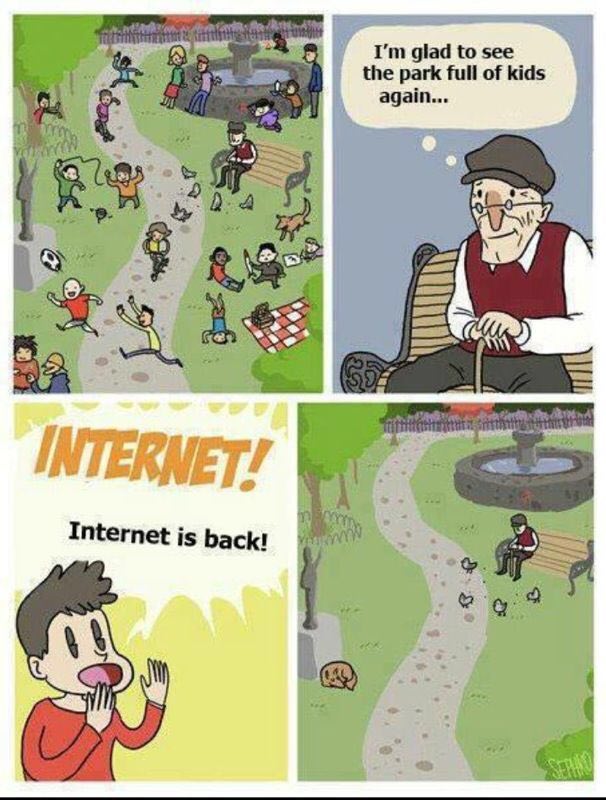 I'm glad to see
the park full of kids
again...
INTERNET!
Internet is back!